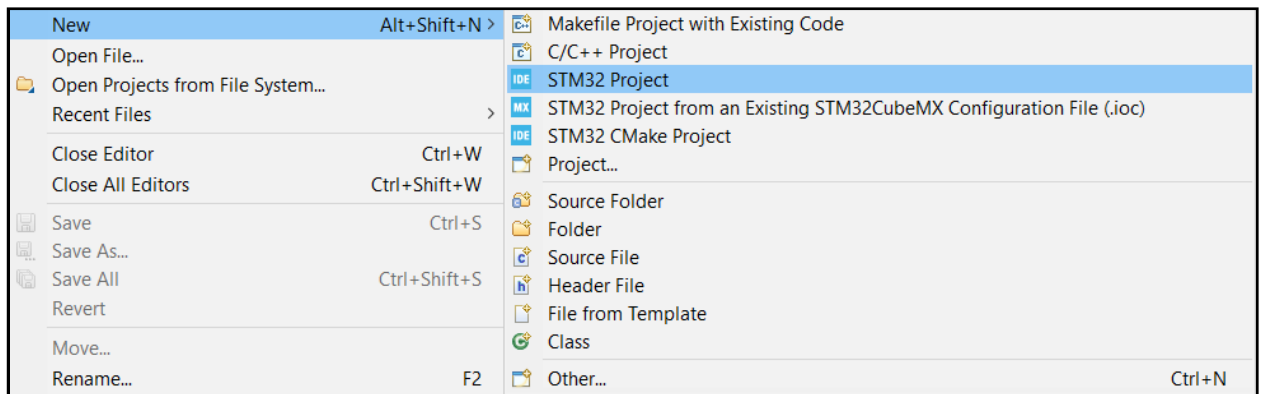 New Alt+Shift+N >
Open File...
Open Projects from File System...
Recent Files >
Close Editor Ctrl+W
Close All Editors Ctrl+Shift+W
Save Ctrl+S
Save As...
Save All Ctrl+Shift+S
Revert
Move...
Rename... F2
Makefile Project with Existing Code
C/C++ Project
IDE STM32 Project
MX STM32 Project from an Existing STM32CubeMX Configuration File (.ioc)
IDE STM32 CMake Project
Project...
Source Folder
Folder
Source File
Header File
File from Template
Class
Other... Ctrl+N